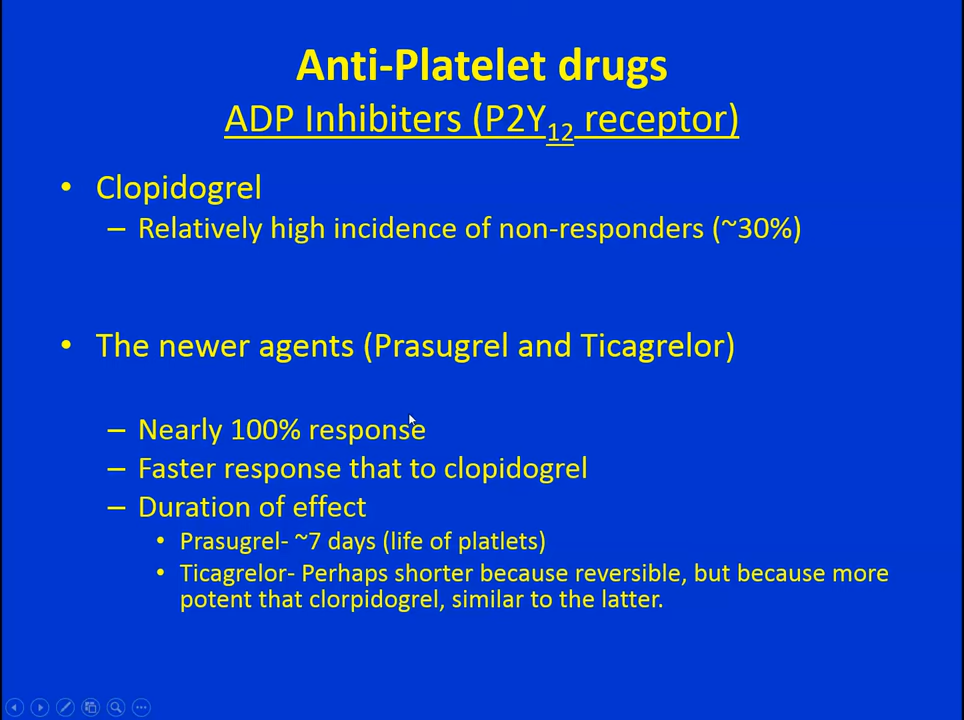 Anti-Platelet drugs
ADP Inhibiters (P2Y12 receptor)
• Clopidogrel
– Relatively high incidence of non-responders (~30%)
• The newer agents (Prasugrel and Ticagrelor)
– Nearly 100% response
– Faster response that to clopidogrel
– Duration of effect
• Prasugrel- ~7 days (life of platlets)
• Ticagrelor- Perhaps shorter because reversible, but because more
potent that clorpidogrel, similar to the latter.